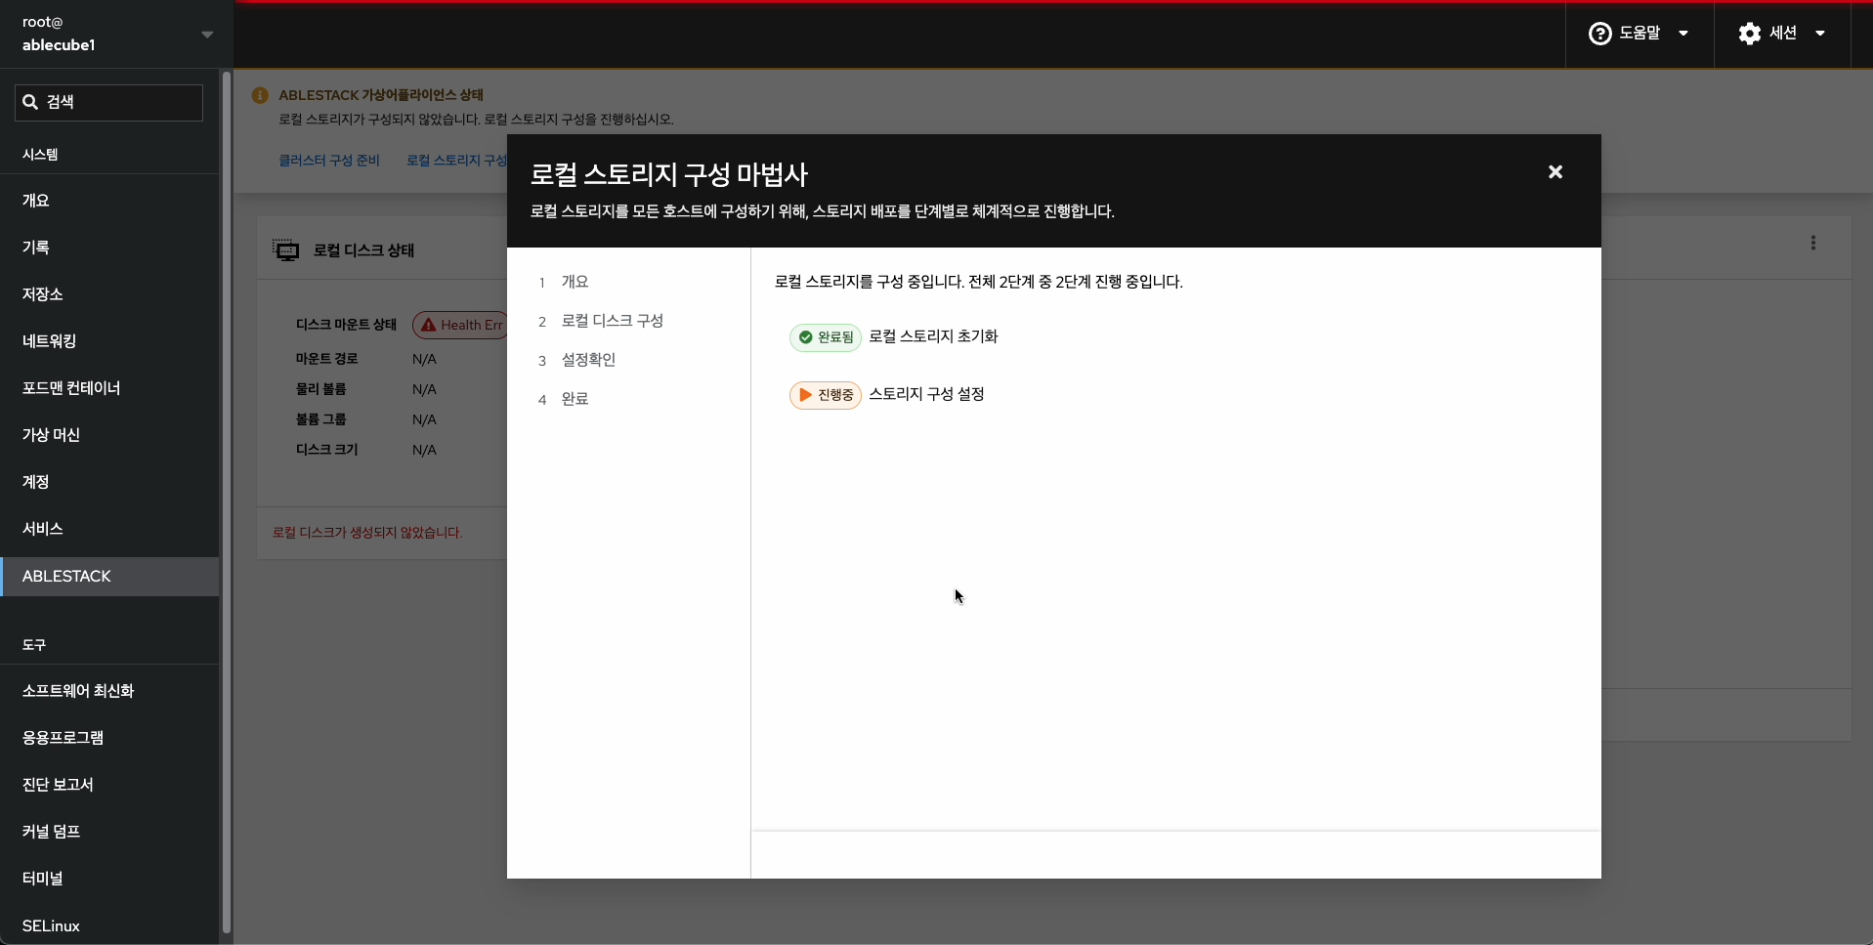 root@
ablecube1
도움말
세션
검색
시스템
개요
기록
저장소
네트워킹
포드맨 컨테이너
가상 머신
계정
서비스
ABLESTACK
도구
소프트웨어 최신화
응용프로그램
진단 보고서
커널 덤프
터미널
SELinux
ABLESTACK 가상어플라이언스 상태
로컬 스토리지가 구성되지 않았습니다. 로컬 스토리지 구성을 진행하십시오.
클러스터 구성 준비 로컬 스토리지 구성
로컬 디스크 상태
디스크 마운트 상태 Health Err
마운트 경로 N/A
물리 볼륨 N/A
볼륨 그룹 N/A
디스크 크기 N/A
로컬 디스크가 생성되지 않았습니다.
로컬 스토리지 구성 마법사
로컬 스토리지를 모든 호스트에 구성하기 위해, 스토리지 배포를 단계별로 체계적으로 진행합니다.
1 개요
2 로컬 디스크 구성
3 설정확인
4 완료
로컬 스토리지를 구성 중입니다. 전체 2단계 중 2단계 진행 중입니다.
완료됨 로컬 스토리지 초기화
진행중 스토리지 구성 설정